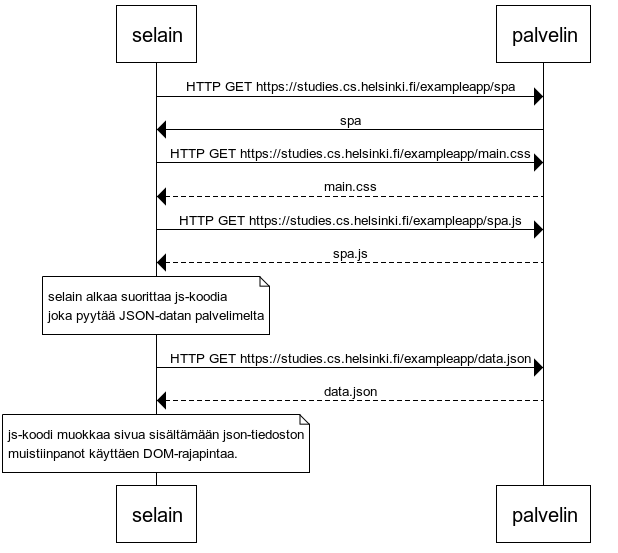 selain
palvelin
HTTP GET https://studies.cs.helsinki.fi/exampleapp/spa
spa
HTTP GET https://studies.cs.helsinki.fi/exampleapp/main.css
main.css
HTTP GET https://studies.cs.helsinki.fi/exampleapp/spa.js
spa.js
selain alkaa suorittaa js-koodia
joka pyytää JSON-datan palvelimelta
HTTP GET https://studies.cs.helsinki.fi/exampleapp/data.json
data.json
js-koodi muokkaa sivua sisältämään json-tiedoston
muistiinpanot käyttäen DOM-rajapintaa.
selain
palvelin